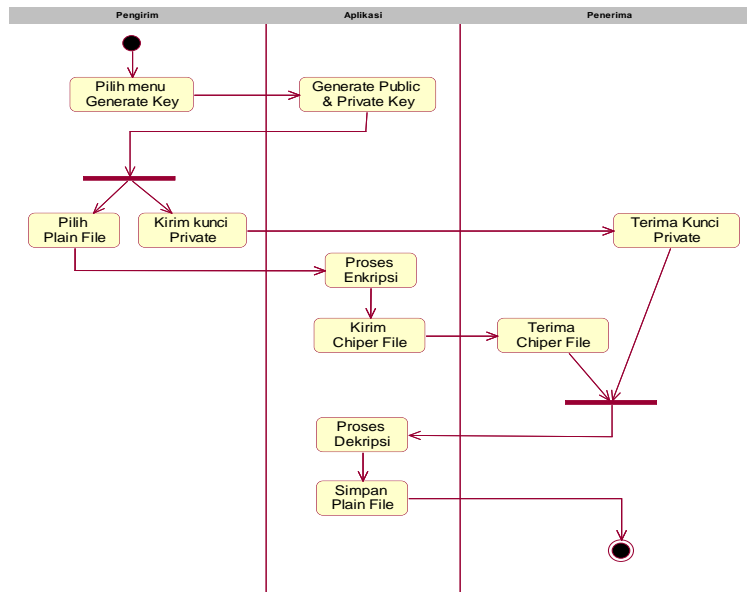 Pengirim
Aplikasi
Penerima
Pilih menu
Generate Key
Generate Public
& Private Key
Pilih
Plain File
Kirim kunci
Private
Terima Kunci
Private
Proses
Enkripsi
Kirim
Chiper File
Terima
Chiper File
Proses
Dekripsi
Simpan
Plain File